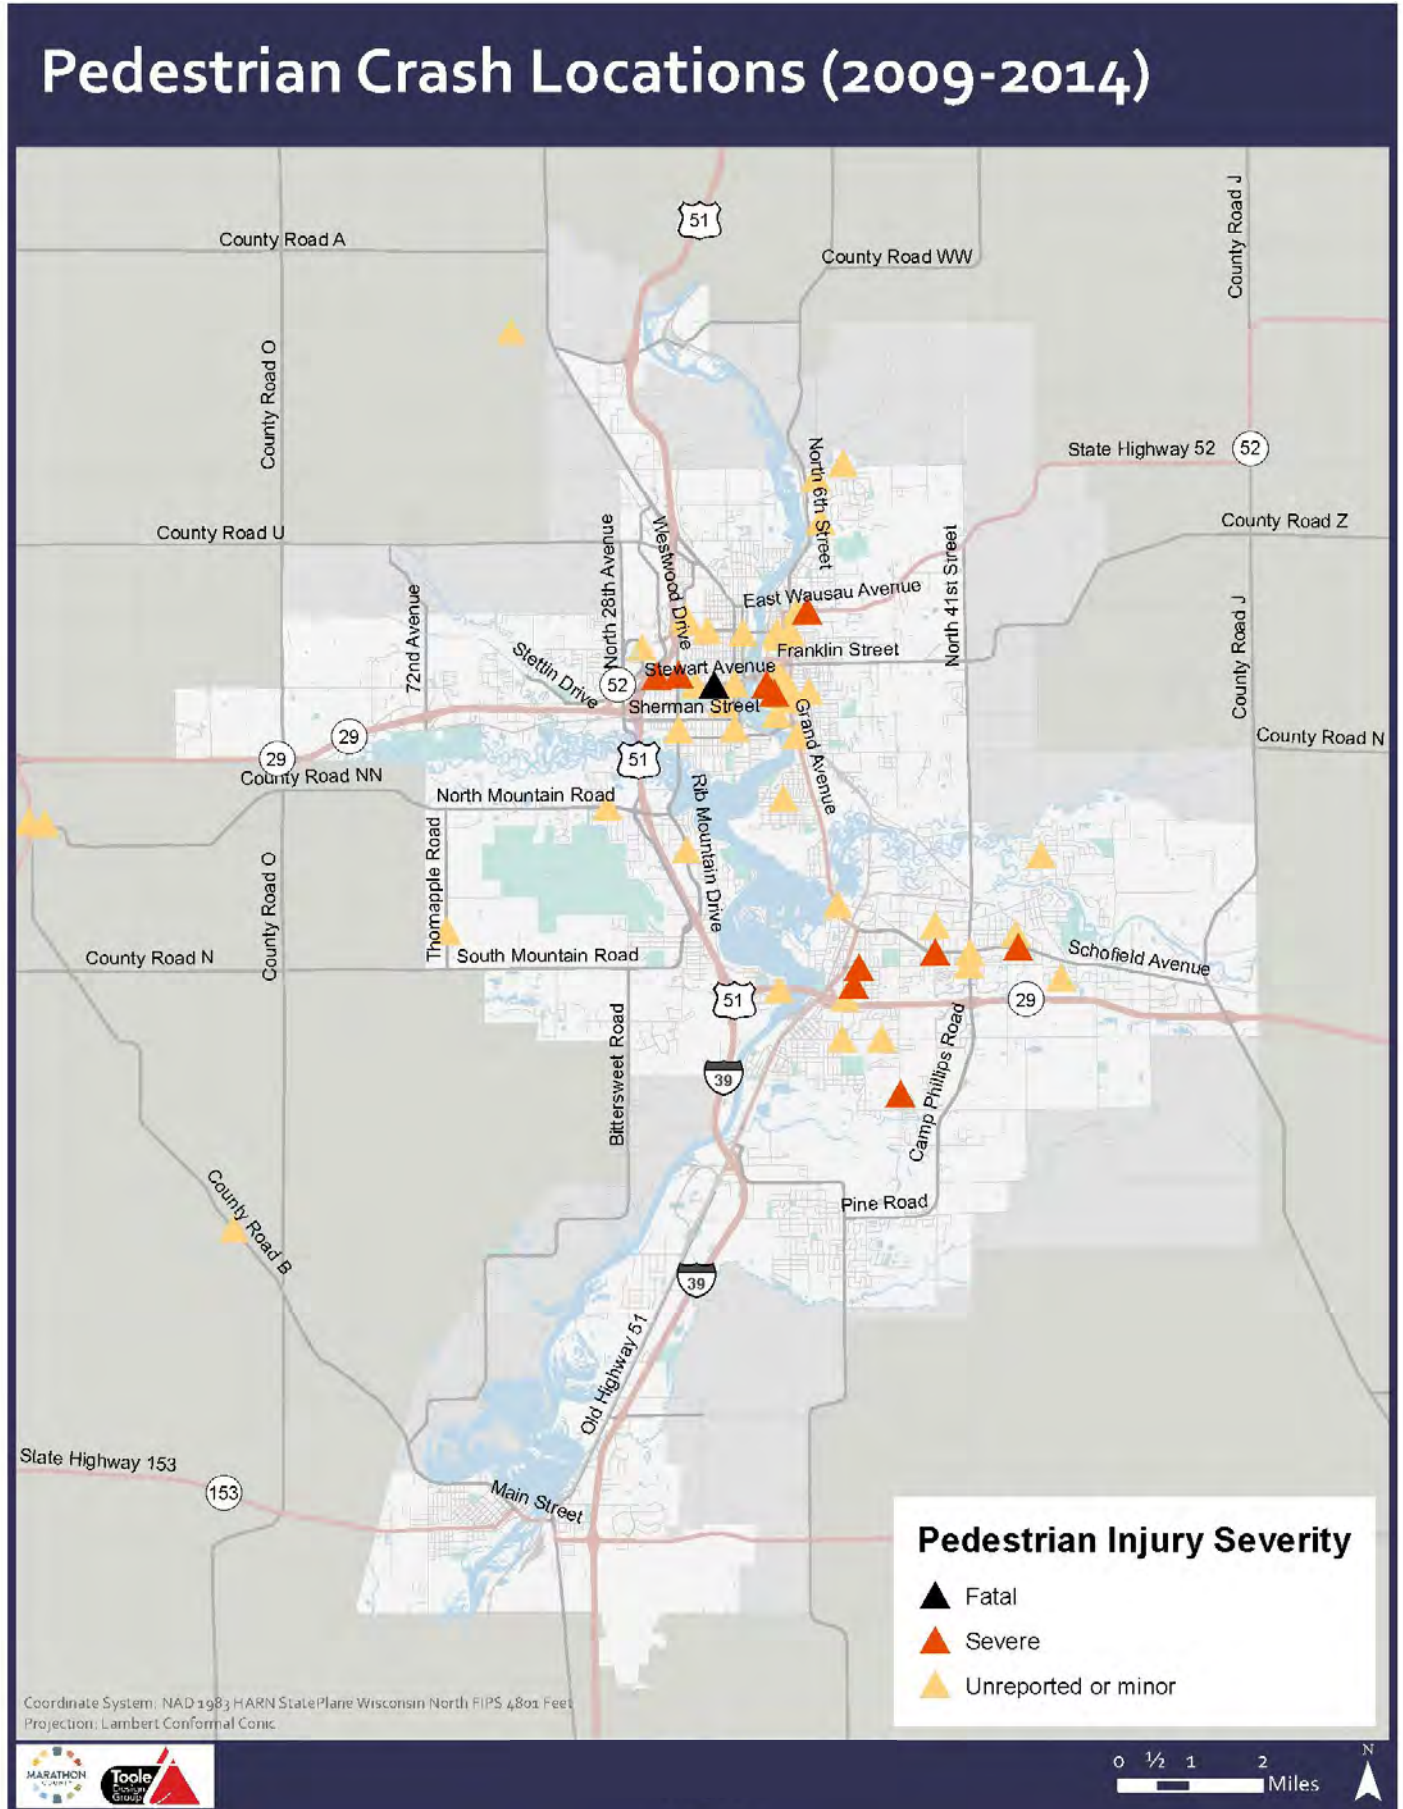 Pedestrian Crash Locations (2009-2014)
51
County Road J
County Road A
County Road WW
County Road O
North 6th Street
State Highway 52
52
County Road U
North 28th Avenue
Westwood Drive
North 41st Street
County Road Z
72nd Avenue
East Wausau Avenue
County Road J
Stettin Drive
Franklin Street
Stewart Avenue
52
Sherman Street
Grand Avenue
29
29
51
County Road N
County Road NN
North Mountain Road
Rib Mountain Drive
Thornapple Road
County Road O
County Road N
South Mountain Road
Schofield Avenue
51
29
Bittersweet Road
Camp Phillips Road
39
County Road B
Pine Road
39
Old Highway 51
State Highway 153
153
Main Street
Pedestrian Injury Severity
Fatal
Severe
Unreported or minor
Coordinate System: NAD 1983 HARN StatePlane Wisconsin North FIPS 4801 Feet
Projection: Lambert Conformal Conic
MARATHON
COUNTY
Toole
Design
Group
0 ½ 1 2
Miles
N